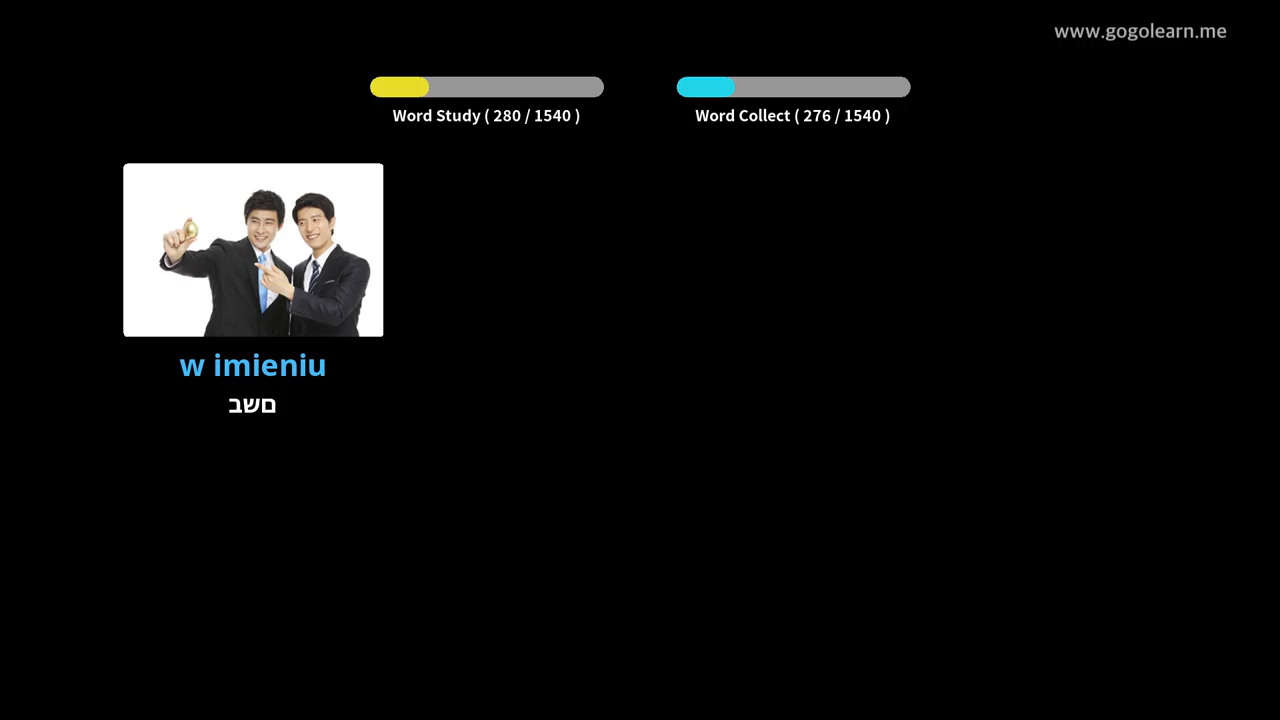 www.gogolearn.me
Word Study ( 280 / 1540 )
Word Collect ( 276 / 1540 )
w imieniu
בשם